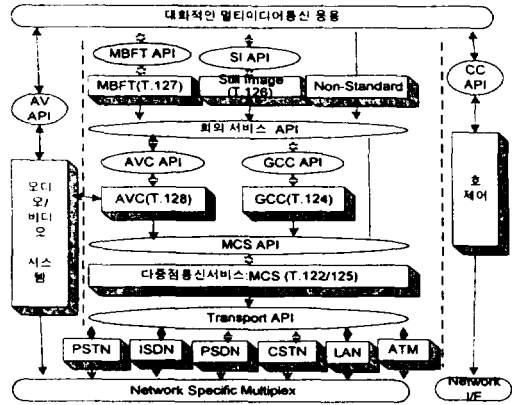 대화적인 멀티미디어통신 응용
MBFT API
SI API
CC
API
AV
API
MBFT(T.127)
Still Image
(T.126)
Non-Standard
회의 서비스 API
AVC API
GCC API
오디
오/
비디
오
시스
템
AVC(T.128)
GCC(T.124)
호
제어
MCS API
다중점통신서비스:MCS (T.122/125)
Transport API
PSTN
ISDN
PSDN
CSTN
LAN
ATM
Network Specific Multiplex
Network
I/F